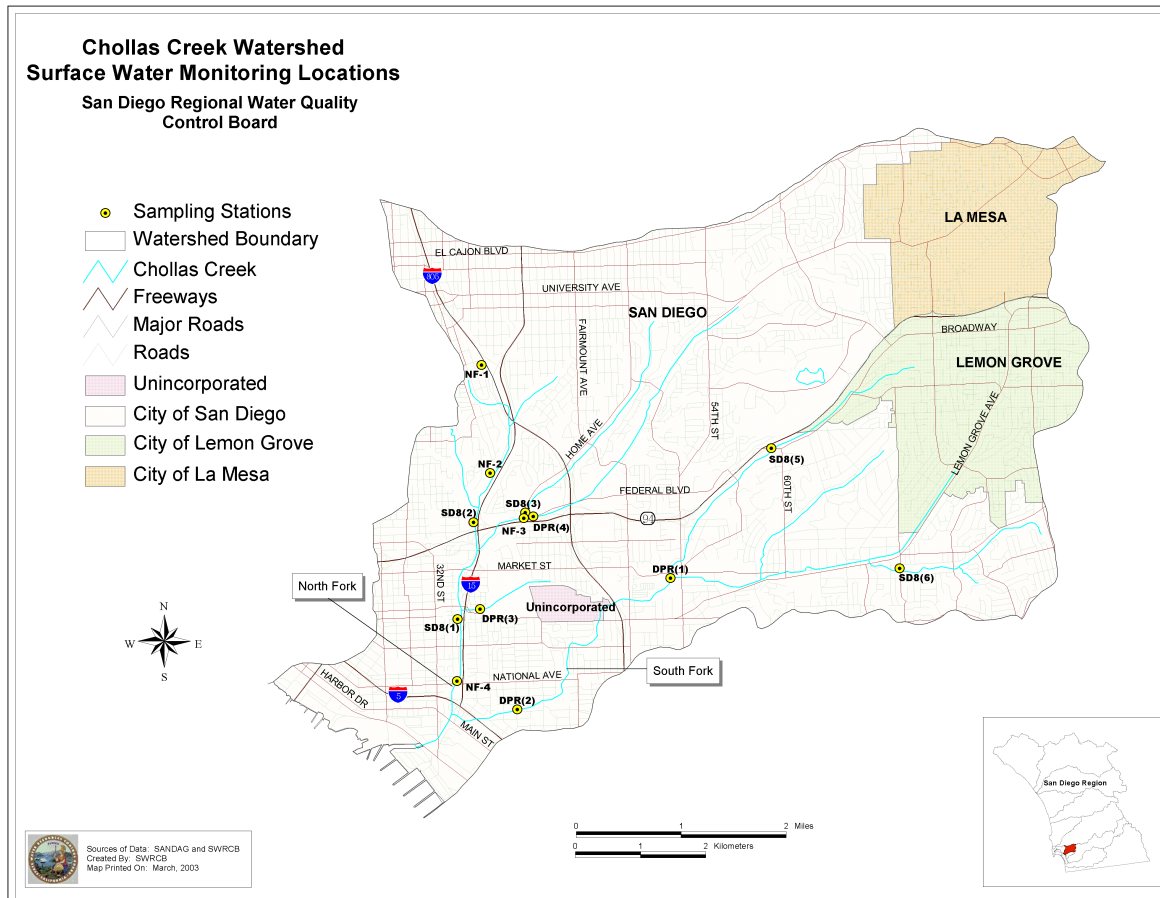 Chollas Creek Watershed
Surface Water Monitoring Locations
San Diego Regional Water Quality
Control Board
Sampling Stations
Watershed Boundary
Chollas Creek
Freeways
Major Roads
Roads
Unincorporated
City of San Diego
City of Lemon Grove
City of La Mesa
LA MESA
EL CAJON BLVD
UNIVERSITY AVE
SAN DIEGO
BROADWAY
FAIRMOUNT AVE
LEMON GROVE
NF-1
54TH ST
HOME AVE
LEMON GROVE AVE
NF-2
SD8(5)
60TH ST
FEDERAL BLVD
SD8(3)
SD8(2)
NF-3
DPR(4)
94
MARKET ST
DPR(1)
SD8(6)
32ND ST
15
North Fork
Unincorporated
DPR(3)
SD8(1)
N
W
E
S
NATIONAL AVE
South Fork
NF-4
HARBOR DR
5
DPR(2)
MAIN ST
San Diego Region
0
1
2
Miles
0
1
2
Kilometers
Sources of Data: SANDAG and SWRCB
Created By: SWRCB
Map Printed On: March, 2003